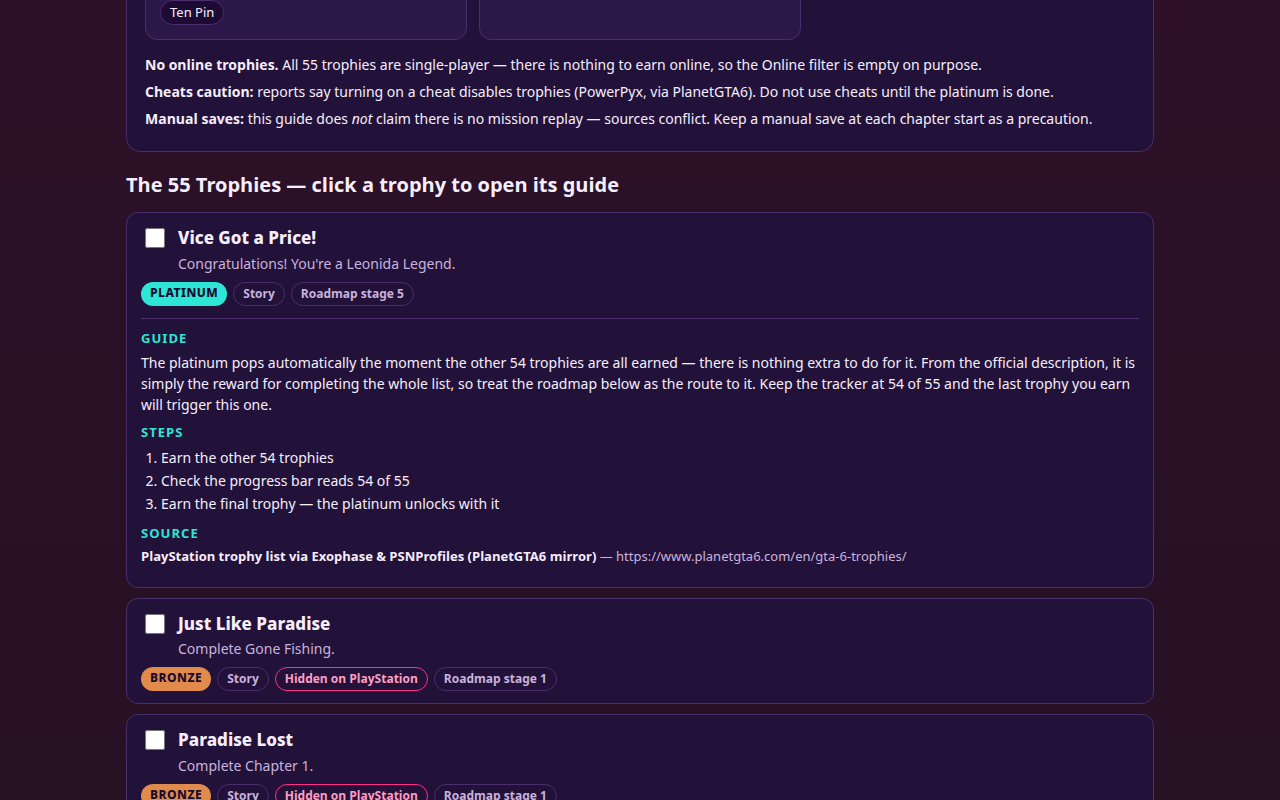 Ten Pin
No online trophies. All 55 trophies are single-player — there is nothing to earn online, so the Online filter is empty on purpose.
Cheats caution: reports say turning on a cheat disables trophies (PowerPyx, via PlanetGTA6). Do not use cheats until the platinum is done.
Manual saves: this guide does not claim there is no mission replay — sources conflict. Keep a manual save at each chapter start as a precaution.
The 55 Trophies — click a trophy to open its guide
Vice Got a Price!
Congratulations! You're a Leonida Legend.
PLATINUM Story Roadmap stage 5
GUIDE
The platinum pops automatically the moment the other 54 trophies are all earned — there is nothing extra to do for it. From the official description, it is
simply the reward for completing the whole list, so treat the roadmap below as the route to it. Keep the tracker at 54 of 55 and the last trophy you earn
will trigger this one.
STEPS
1. Earn the other 54 trophies
2. Check the progress bar reads 54 of 55
3. Earn the final trophy — the platinum unlocks with it
SOURCE
PlayStation trophy list via Exophase & PSNProfiles (PlanetGTA6 mirror) — https://www.planetgta6.com/en/gta-6-trophies/
Just Like Paradise
Complete Gone Fishing.
BRONZE Story Hidden on PlayStation Roadmap stage 1
Paradise Lost
Complete Chapter 1.
BRONZE Story Hidden on PlayStation Roadmap stage 1